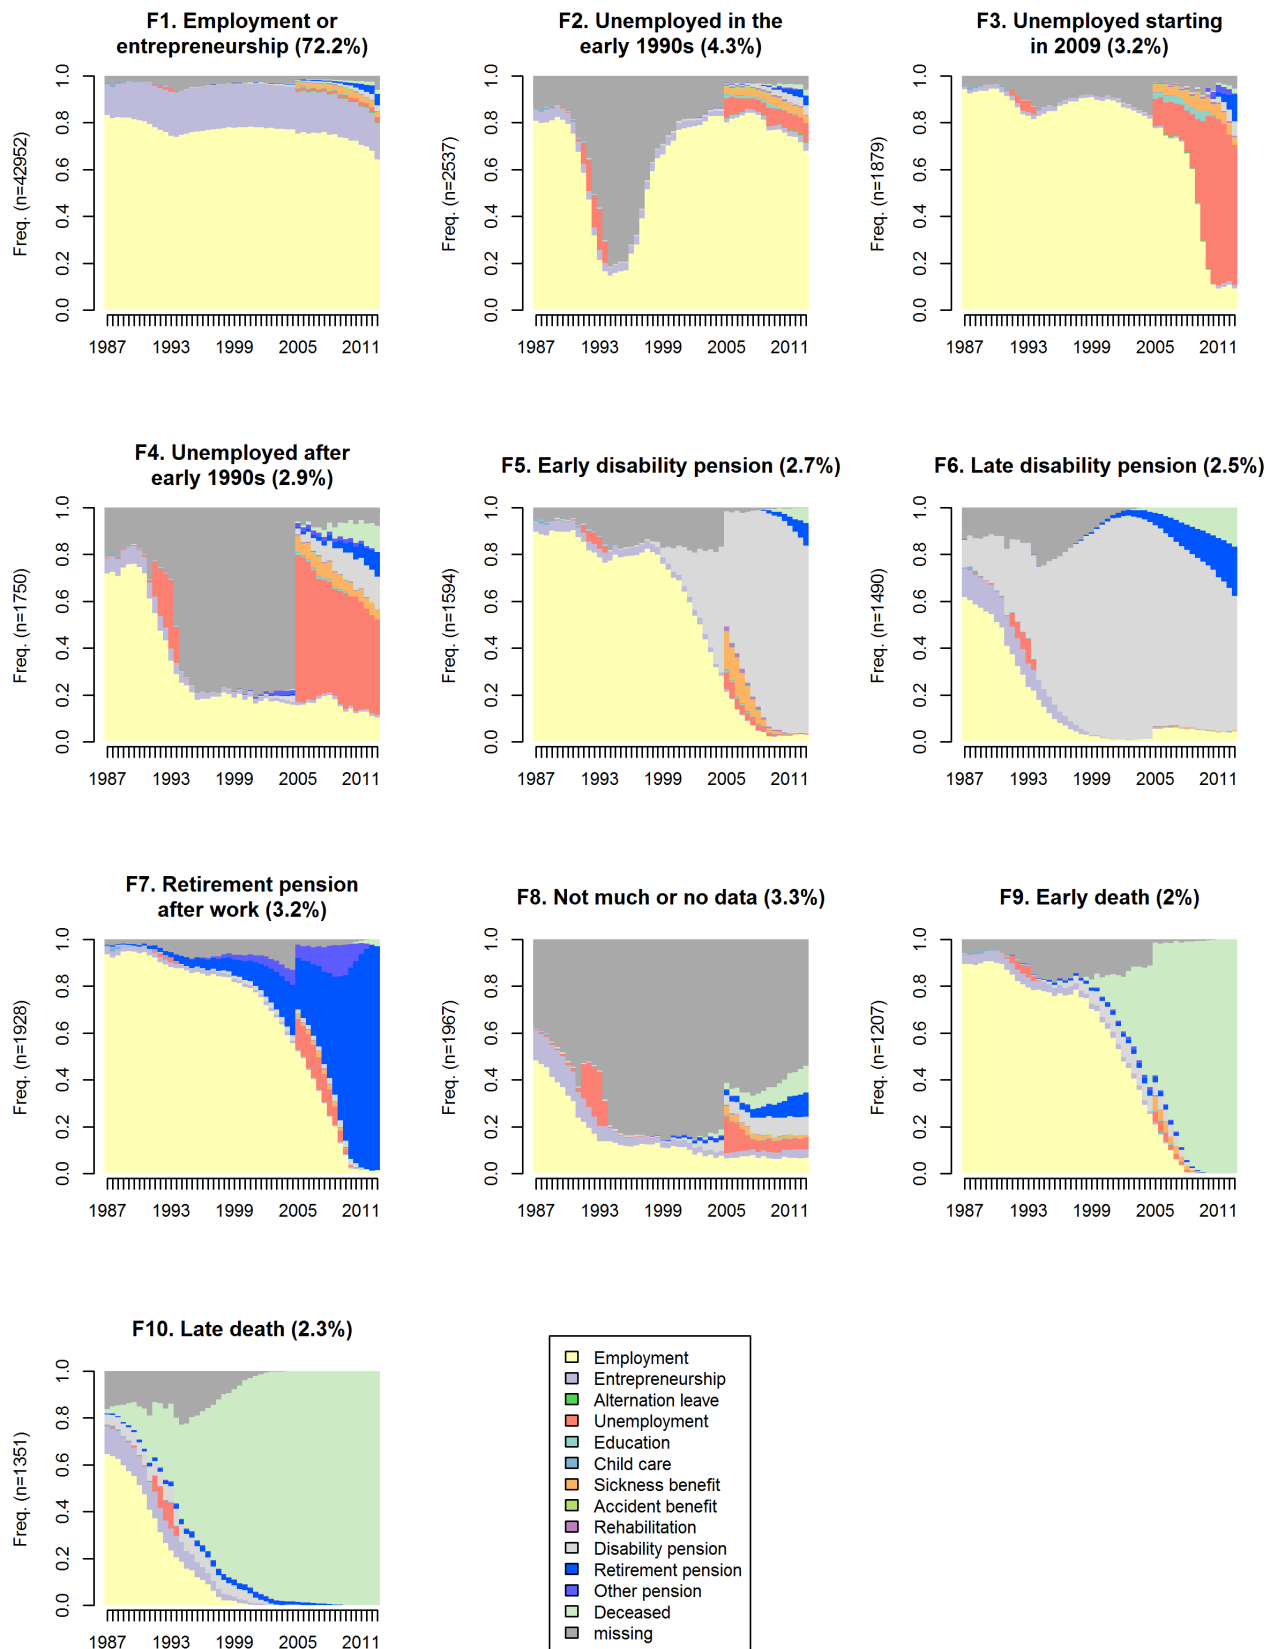 F1. Employment or
entrepreneurship (72.2%)
Freq. (n=42952)
0.0 0.2 0.4 0.6 0.8 1.0
1987 1993 1999 2005 2011
F2. Unemployed in the
early 1990s (4.3%)
Freq. (n=2537)
0.0 0.2 0.4 0.6 0.8 1.0
1987 1993 1999 2005 2011
F3. Unemployed starting
in 2009 (3.2%)
Freq. (n=1879)
0.0 0.2 0.4 0.6 0.8 1.0
1987 1993 1999 2005 2011
F4. Unemployed after
early 1990s (2.9%)
Freq. (n=1750)
0.0 0.2 0.4 0.6 0.8 1.0
1987 1993 1999 2005 2011
F5. Early disability pension (2.7%)
Freq. (n=1594)
0.0 0.2 0.4 0.6 0.8 1.0
1987 1993 1999 2005 2011
F6. Late disability pension (2.5%)
Freq. (n=1490)
0.0 0.2 0.4 0.6 0.8 1.0
1987 1993 1999 2005 2011
F7. Retirement pension
after work (3.2%)
Freq. (n=1928)
0.0 0.2 0.4 0.6 0.8 1.0
1987 1993 1999 2005 2011
F8. Not much or no data (3.3%)
Freq. (n=1967)
0.0 0.2 0.4 0.6 0.8 1.0
1987 1993 1999 2005 2011
F9. Early death (2%)
Freq. (n=1207)
0.0 0.2 0.4 0.6 0.8 1.0
1987 1993 1999 2005 2011
F10. Late death (2.3%)
Freq. (n=1351)
0.0 0.2 0.4 0.6 0.8 1.0
1987 1993 1999 2005 2011
Employment
Entrepreneurship
Alternation leave
Unemployment
Education
Child care
Sickness benefit
Accident benefit
Rehabilitation
Disability pension
Retirement pension
Other pension
Deceased
missing